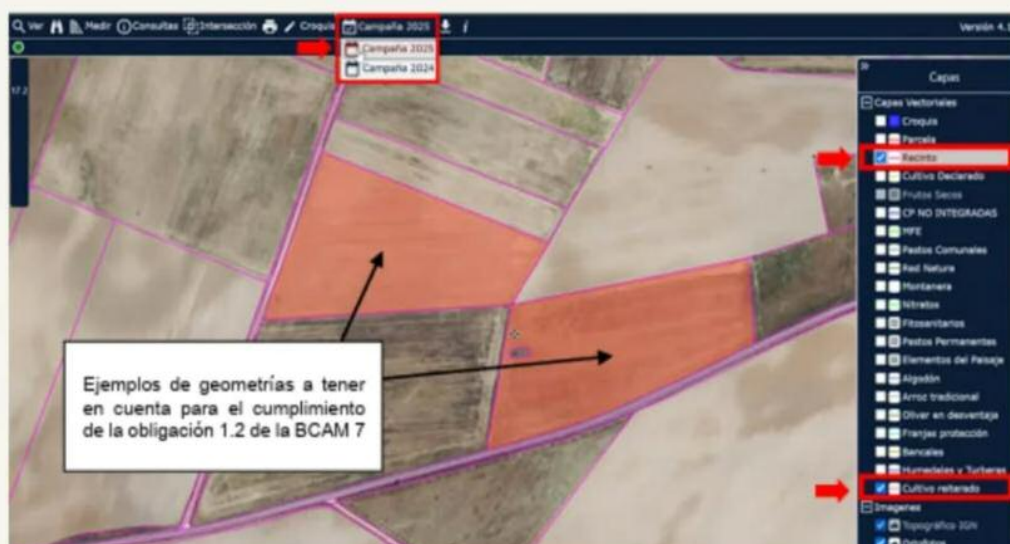 Ver Medir Consultas Intersección Croquis Campaña 2025 Versión 4.
Campaña 2025
Campaña 2024
17.2
Capas
Capas Vectoriales
Croquis
Parcela
Recinto
Cultivo Declarado
Frutos Secos
CP NO INTEGRADAS
MFE
Pastos Comunales
Red Natura
Montanera
Nitratos
Fitosanitarios
Pastos Permanentes
Elementos del Paisaje
Algodón
Arroz tradicional
Olivar en desventaja
Franjas protección
Bancales
Humedales y Turberas
Cultivo reiterado
Imagenes
Topográfico IGN
Ortofotos
Ejemplos de geometrías a tener
en cuenta para el cumplimiento
de la obligación 1.2 de la BCAM 7